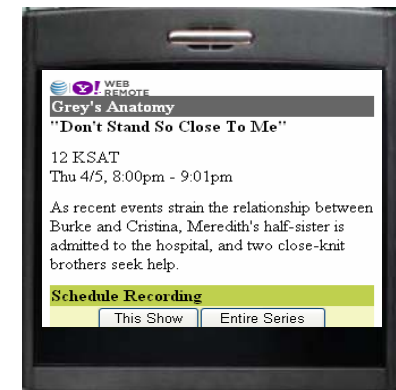 Y! WEB
REMOTE
Grey's Anatomy
"Don't Stand So Close To Me"
12 KSAT
Thu 4/5, 8:00pm - 9:01pm
As recent events strain the relationship between
Burke and Cristina, Meredith's half-sister is
admitted to the hospital, and two close-knit
brothers seek help.
Schedule Recording
This Show Entire Series